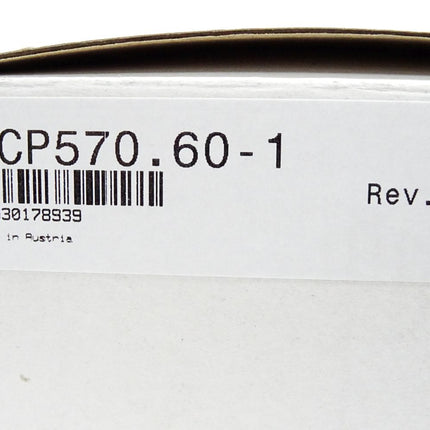 CP570.60-1
Rev.
30178939
in Austria